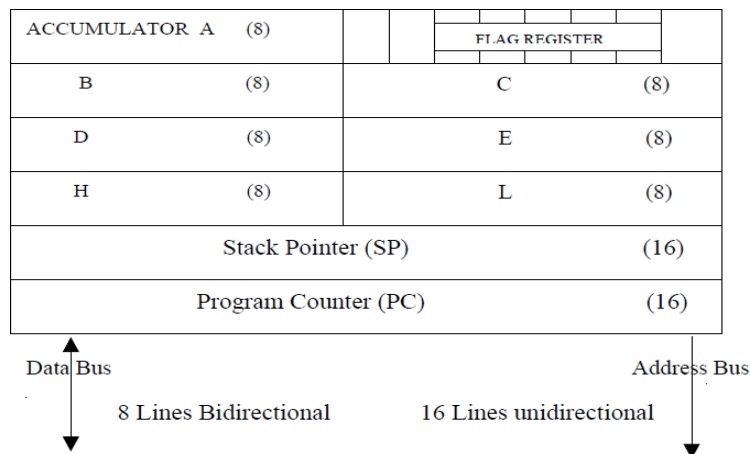 ACCUMULATOR A (8) FLAG REGISTER
B (8) C (8)
D (8) E (8)
H (8) L (8)
Stack Pointer (SP) (16)
Program Counter (PC) (16)
Data Bus Address Bus
8 Lines Bidirectional 16 Lines unidirectional